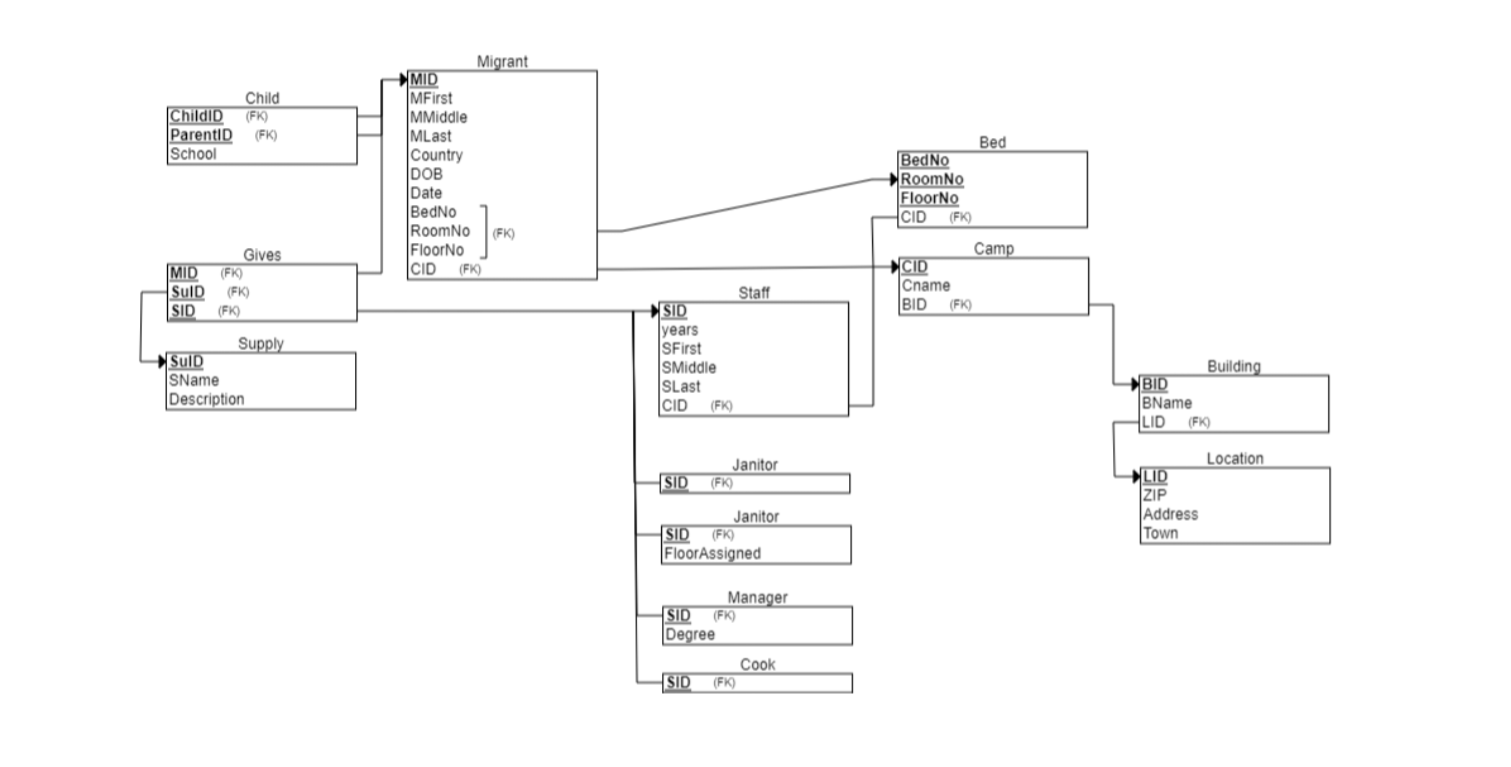 Migrant
MID
MFirst
MMiddle
MLast
Country
DOB
Date
BedNo
RoomNo (FK)
FloorNo
CID (FK)
Child
ChildID (FK)
ParentID (FK)
School
Gives
MID (FK)
SuID (FK)
SID (FK)
Supply
SuID
SName
Description
Staff
SID
years
SFirst
SMiddle
SLast
CID (FK)
Janitor
SID (FK)
Janitor
SID (FK)
FloorAssigned
Manager
SID (FK)
Degree
Cook
SID (FK)
Bed
BedNo
RoomNo
FloorNo
CID (FK)
Camp
CID
Cname
BID (FK)
Building
BID
BName
LID (FK)
Location
LID
ZIP
Address
Town